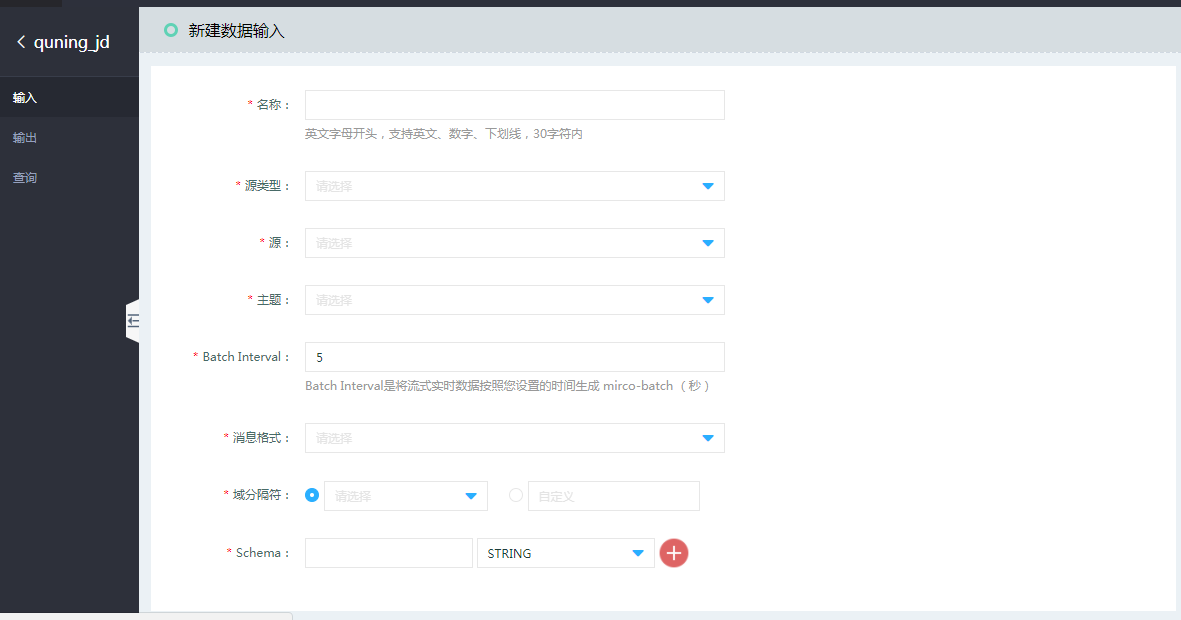 quning_jd
新建数据输入
输入
输出
查询
* 名称：
英文字母开头，支持英文、数字、下划线，30字符内
* 源类型： 请选择
* 源： 请选择
* 主题： 请选择
* Batch Interval： 5
Batch Interval是将流式实时数据按照您设置的时间生成 mirco-batch （秒）
* 消息格式： 请选择
* 域分隔符： 请选择 自定义
* Schema： STRING